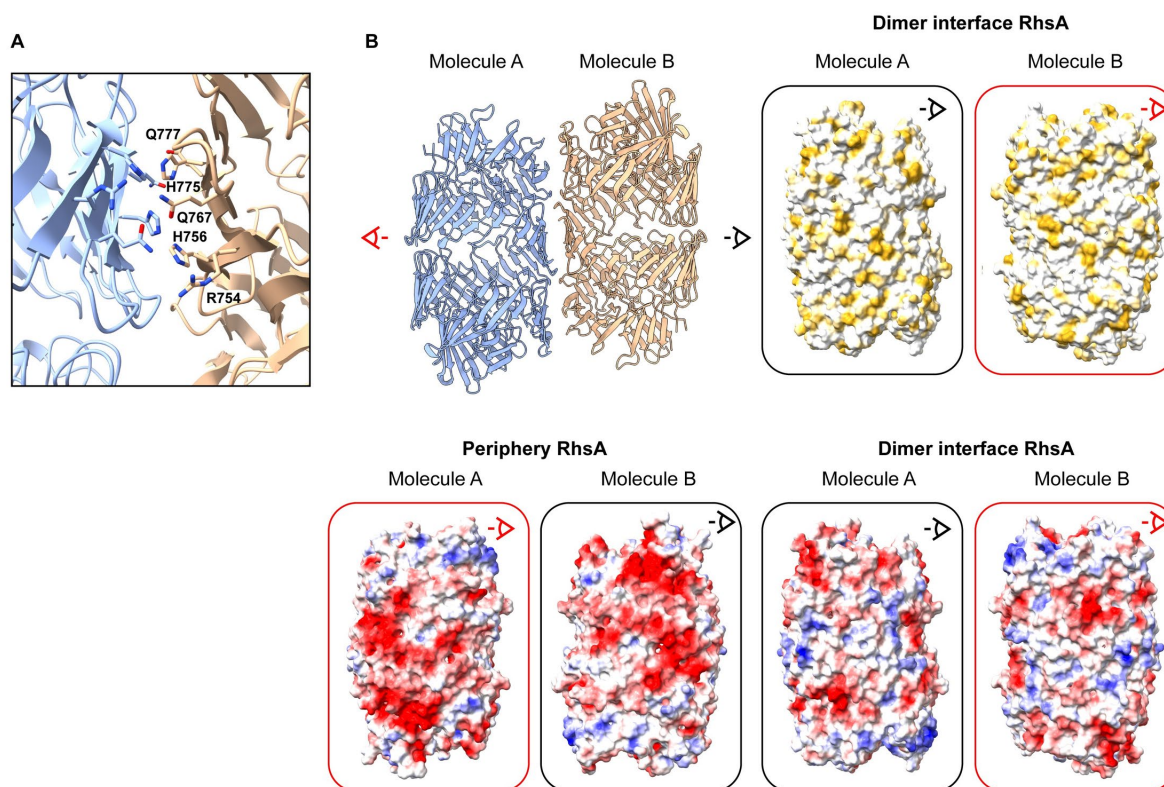 A
Q777
H775
Q767
H756
R754
B
Molecule A
Molecule B
Dimer interface RhsA
Molecule A
Molecule B
Periphery RhsA
Molecule A
Molecule B
Dimer interface RhsA
Molecule A
Molecule B